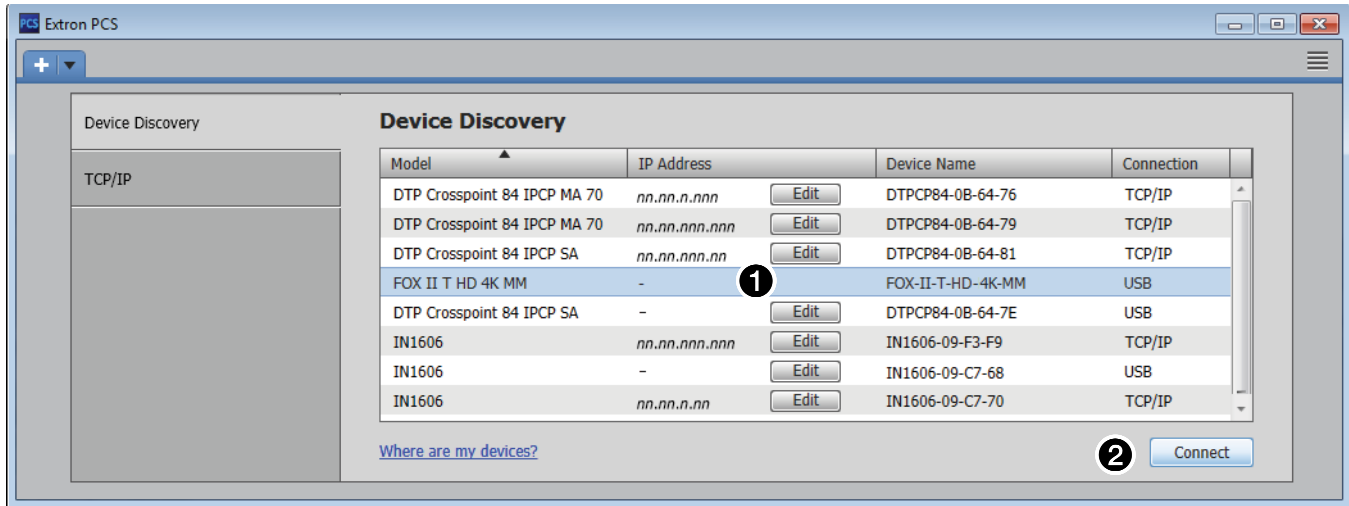 PCS Extron PCS
Device Discovery
TCP/IP
Device Discovery
Model IP Address Device Name Connection
DTP Crosspoint 84 IPCP MA 70 nn.nn.n.nnn Edit DTPCP84-0B-64-76 TCP/IP
DTP Crosspoint 84 IPCP MA 70 nn.nn.nnn.nnn Edit DTPCP84-0B-64-79 TCP/IP
DTP Crosspoint 84 IPCP SA nn.nn.nnn.nn Edit DTPCP84-0B-64-81 TCP/IP
FOX II T HD 4K MM - 1 FOX-II-T-HD-4K-MM USB
DTP Crosspoint 84 IPCP SA - Edit DTPCP84-0B-64-7E USB
IN1606 nn.nn.nnn.nnn Edit IN1606-09-F3-F9 TCP/IP
IN1606 - Edit IN1606-09-C7-68 USB
IN1606 nn.nn.n.nn Edit IN1606-09-C7-70 TCP/IP
Where are my devices? 2 Connect